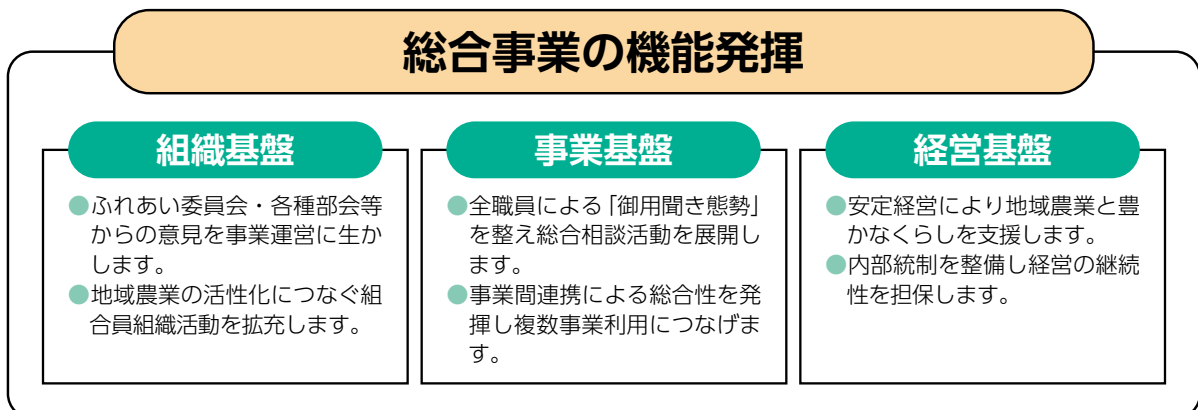 総合事業の機能発揮
組織基盤
●ふれあい委員会・各種部会等
からの意見を事業運営に生か
します。
●地域農業の活性化につなぐ組
合員組織活動を拡充します。
事業基盤
●全職員による「御用聞き態勢」
を整え総合相談活動を展開し
ます。
●事業間連携による総合性を発
揮し複数事業利用につなげま
す。
経営基盤
●安定経営により地域農業と豊
かなくらしを支援します。
●内部統制を整備し経営の継続
性を担保します。